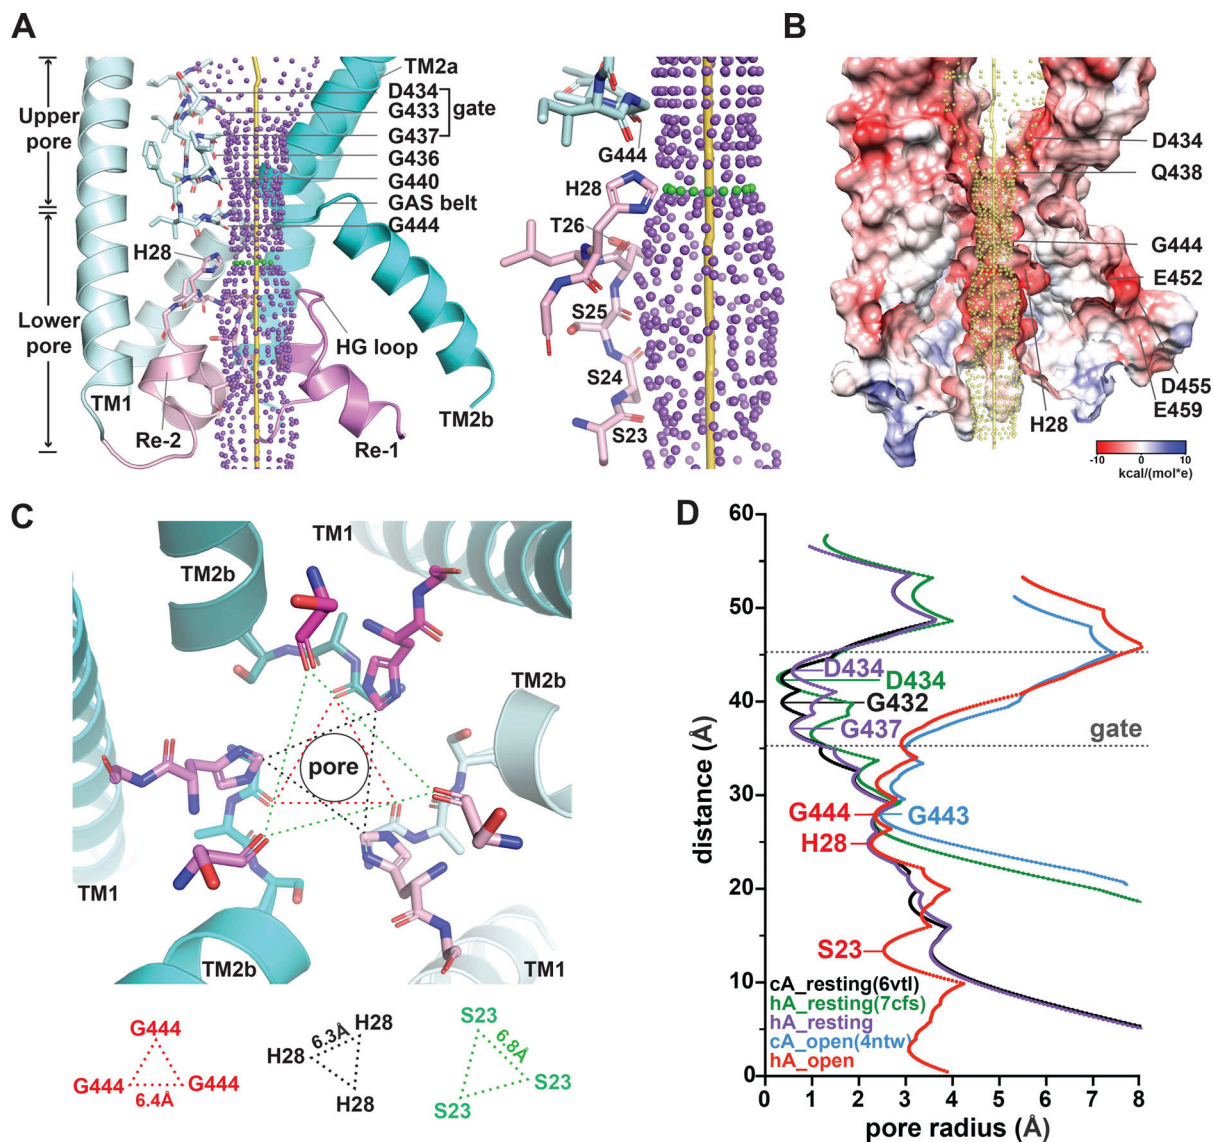 A
Upper
pore
Lower
pore
TM2a
D434
G433
gate
G437
G436
G440
GAS belt
G444
H28
HG loop
TM1
Re-2
Re-1
TM2b
G444
H28
T26
S25
S24
S23
B
D434
Q438
G444
E452
D455
E459
H28
-10 0 10
kcal/(mol*e)
C
TM1
TM2b
TM2b
pore
TM1
TM2b
TM1
G444
G444 G444
6.4Å
H28
6.3Å
H28
H28
S23
6.8Å
S23
S23
D
60
50
40
30
20
10
0
distance (Å)
D434
D434
G432
G437
gate
G444
G443
H28
S23
cA_resting(6vtl)
hA_resting(7cfs)
hA_resting
cA_open(4ntw)
hA_open
0 1 2 3 4 5 6 7 8
pore radius (Å)